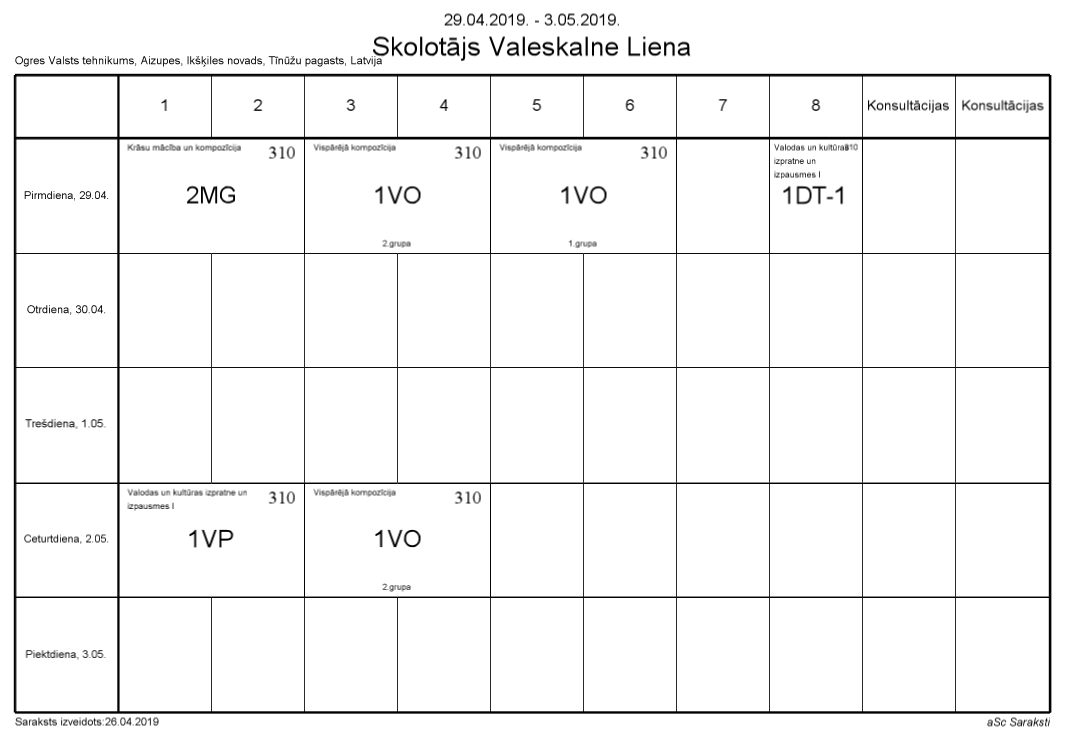 29.04.2019. - 3.05.2019.
Skolotājs Valeskalne Liena
Ogres Valsts tehnikums, Aizupes, Ikšķiles novads, Tīnūžu pagasts, Latvija
1 2 3 4 5 6 7 8 Konsultācijas Konsultācijas
Pirmdiena, 29.04.
Krāsu mācība un kompozīcija 310
2MG
Vispārējā kompozīcija 310
1VO
2.grupa
Vispārējā kompozīcija 310
1VO
1.grupa
Valodas un kultūras 310
izpratne un
izpausmes I
1DT-1
Otrdiena, 30.04.
Trešdiena, 1.05.
Ceturtdiena, 2.05.
Valodas un kultūras izpratne un 310
izpausmes I
1VP
Vispārējā kompozīcija 310
1VO
2.grupa
Piektdiena, 3.05.
Saraksts izveidots:26.04.2019
aSc Saraksti